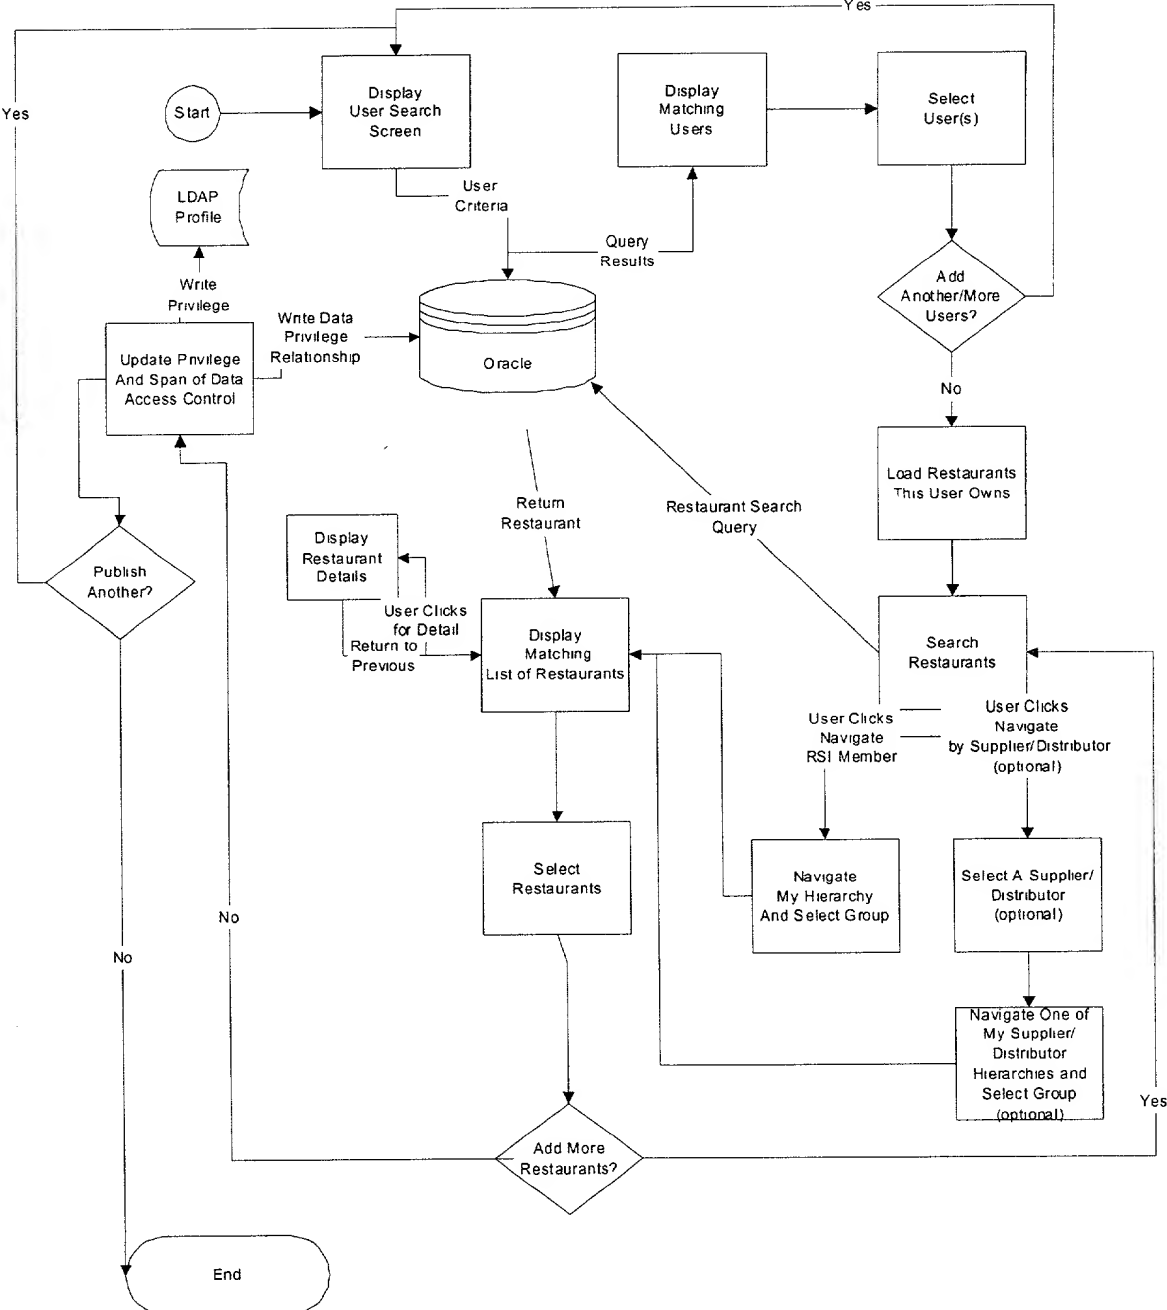 Yes
Yes
Start
Display
User Search
Screen
Display
Matching
Users
Select
User(s)
LDAP
Profile
User
Criteria
Query
Results
Add
Another/More
Users?
Write
Privilege
Write Data
Privilege
Relationship
Oracle
Update Privilege
And Span of Data
Access Control
No
Load Restaurants
This User Owns
Return
Restaurant
Restaurant Search
Query
Display
Restaurant
Details
Publish
Another?
User Clicks
for Detail
Return to
Previous
Display
Matching
List of Restaurants
Search
Restaurants
User Clicks
Navigate
RSI Member
User Clicks
Navigate
by Supplier/Distributor
(optional)
Select
Restaurants
Navigate
My Hierarchy
And Select Group
Select A Supplier/
Distributor
(optional)
No
No
Navigate One of
My Supplier/
Distributor
Hierarchies and
Select Group
(optional)
Yes
Add More
Restaurants?
End